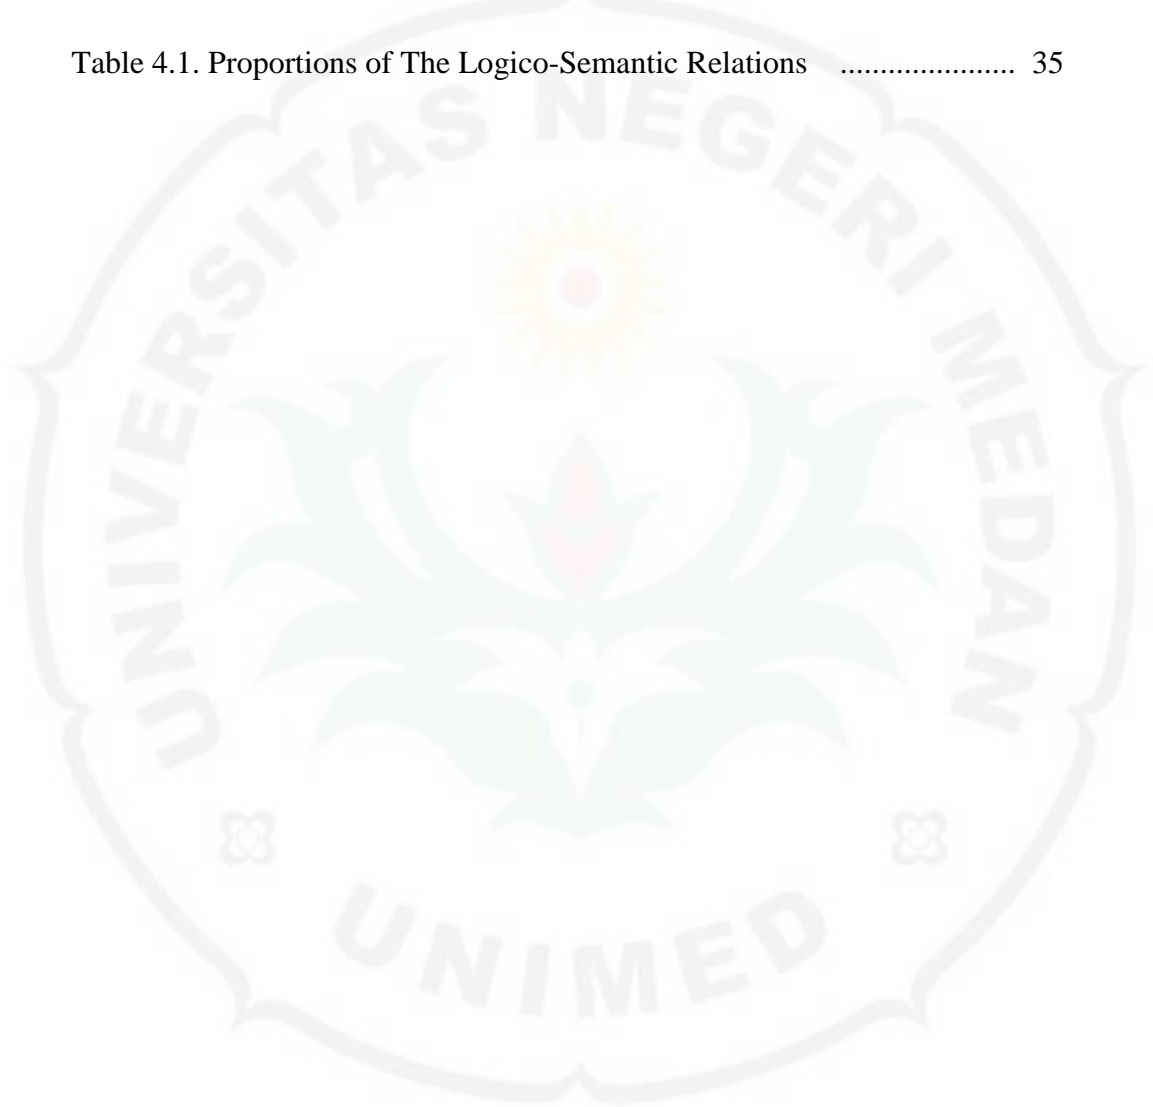 Table 4.1. Proportions of The Logico-Semantic Relations ...................... 35
UNIVERSITAS NEGERI MEDAN
UNIMED